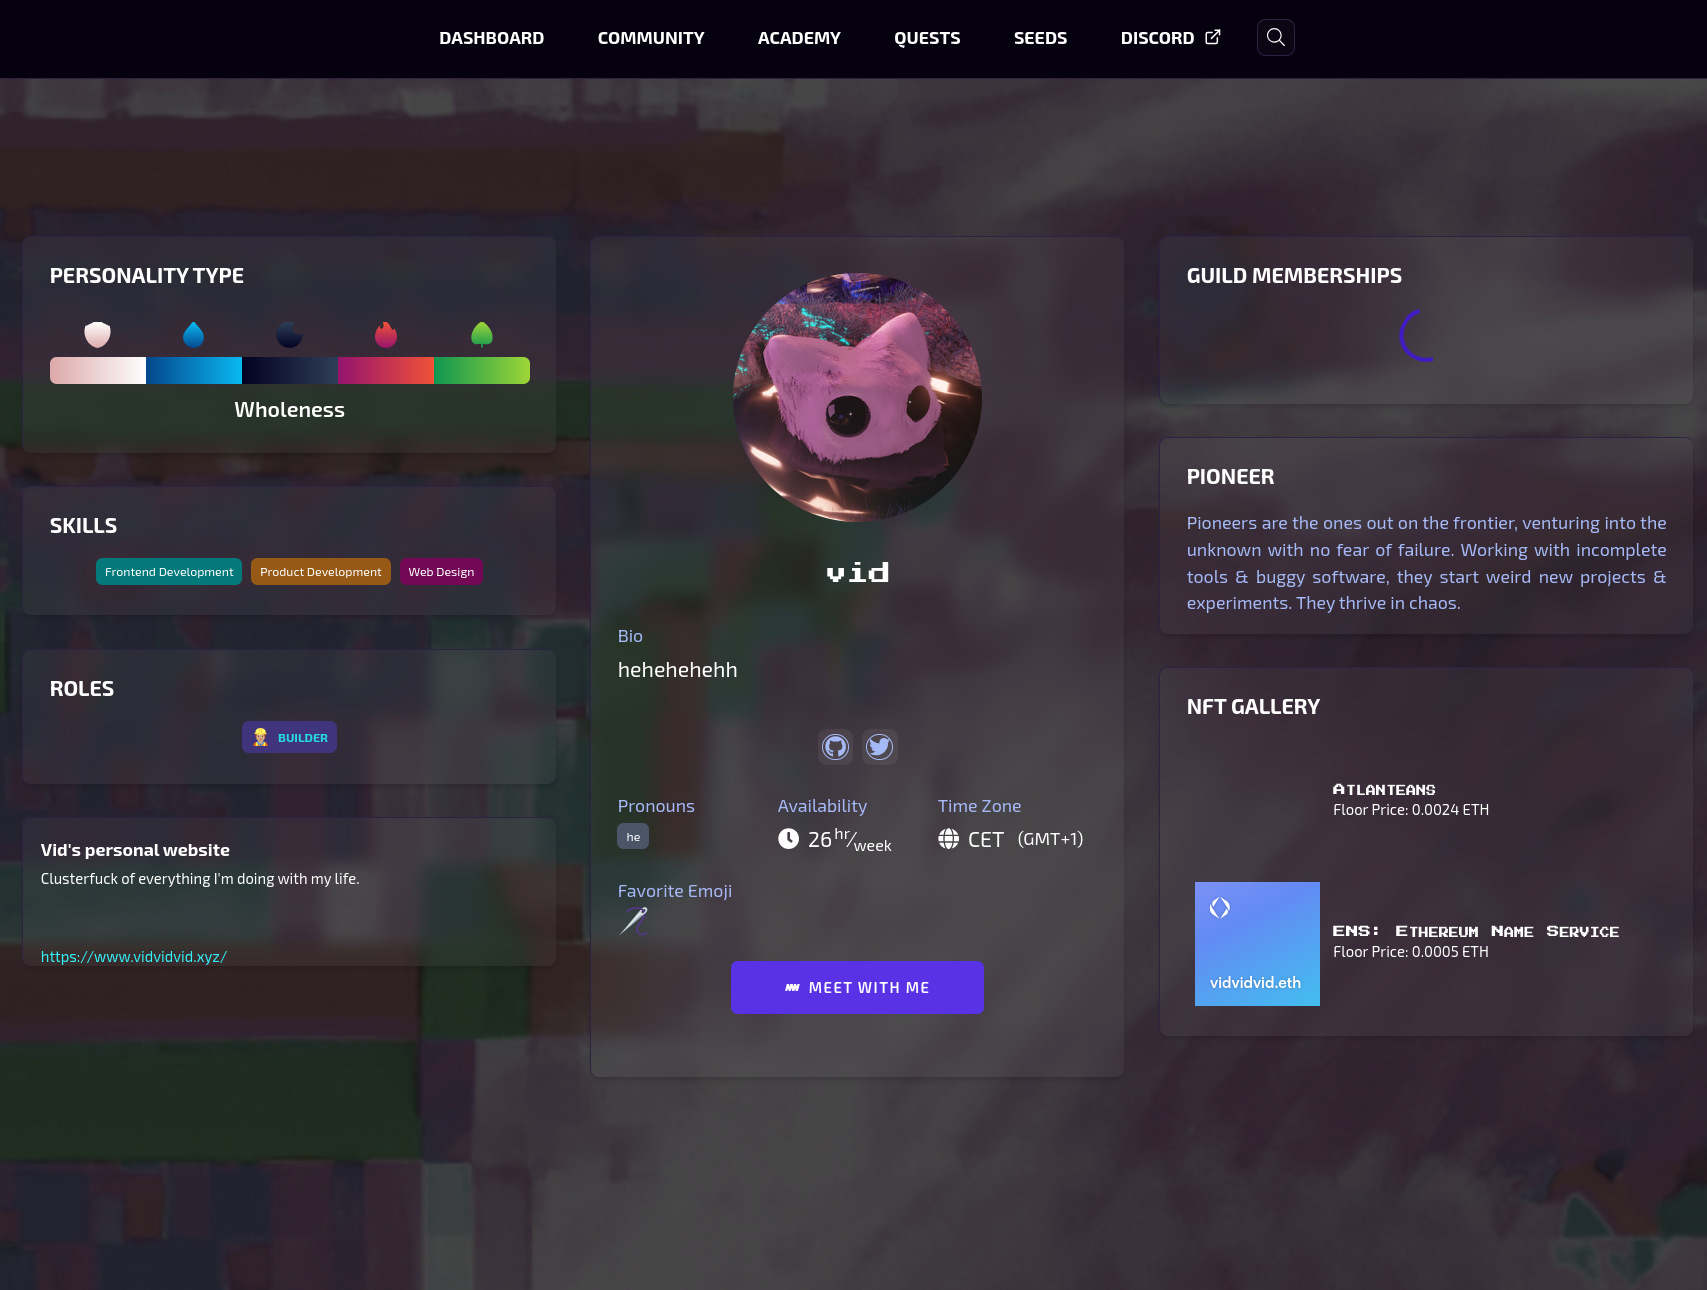 DASHBOARD
COMMUNITY
ACADEMY
QUESTS
SEEDS
DISCORD
PERSONALITY TYPE
Wholeness
SKILLS
Frontend Development
Product Development
Web Design
ROLES
BUILDER
Vid's personal website
Clusterfuck of everything I'm doing with my life.
https://www.vidvidvid.xyz/
vid
Bio
hehehehehh
Pronouns
he
Availability
26 hr/week
Time Zone
CET (GMT+1)
Favorite Emoji
MEET WITH ME
GUILD MEMBERSHIPS
PIONEER
Pioneers are the ones out on the frontier, venturing into the
unknown with no fear of failure. Working with incomplete
tools & buggy software, they start weird new projects &
experiments. They thrive in chaos.
NFT GALLERY
Atlanteans
Floor Price: 0.0024 ETH
vidvidvid.eth
ENS: Ethereum Name Service
Floor Price: 0.0005 ETH